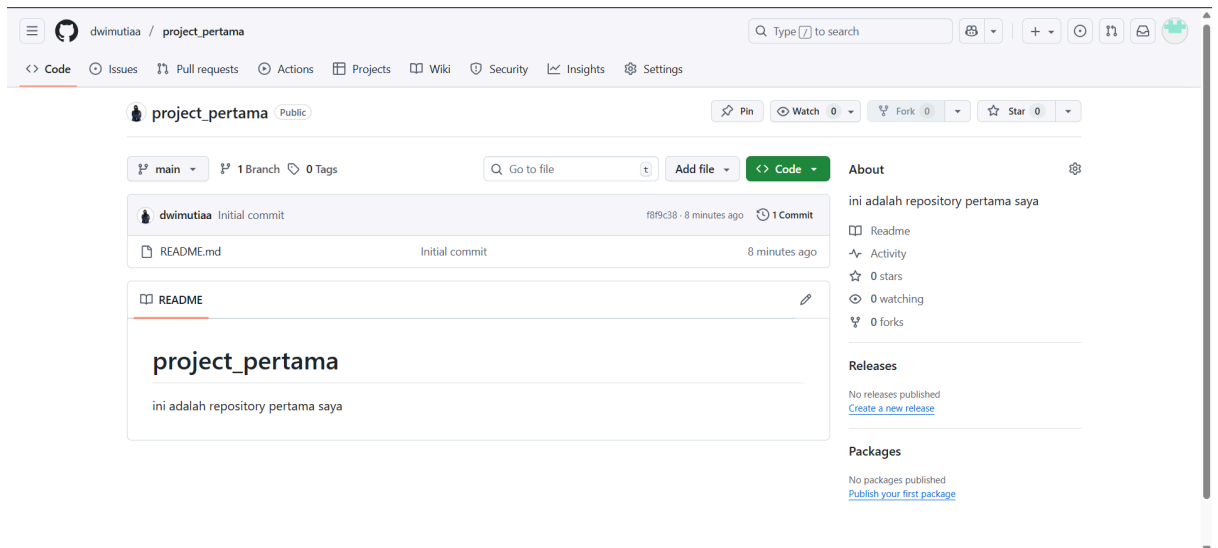 dwimutiaa / project_pertama
Type / to search
Code Issues Pull requests Actions Projects Wiki Security Insights Settings
project_pertama Public
Pin Watch 0 Fork 0 Star 0
main 1 Branch 0 Tags
Go to file t Add file Code
dwimutiaa Initial commit f8f9c38 · 8 minutes ago 1 Commit
README.md Initial commit 8 minutes ago
README
project_pertama
ini adalah repository pertama saya
About
ini adalah repository pertama saya
Readme
Activity
0 stars
0 watching
0 forks
Releases
No releases published
Create a new release
Packages
No packages published
Publish your first package